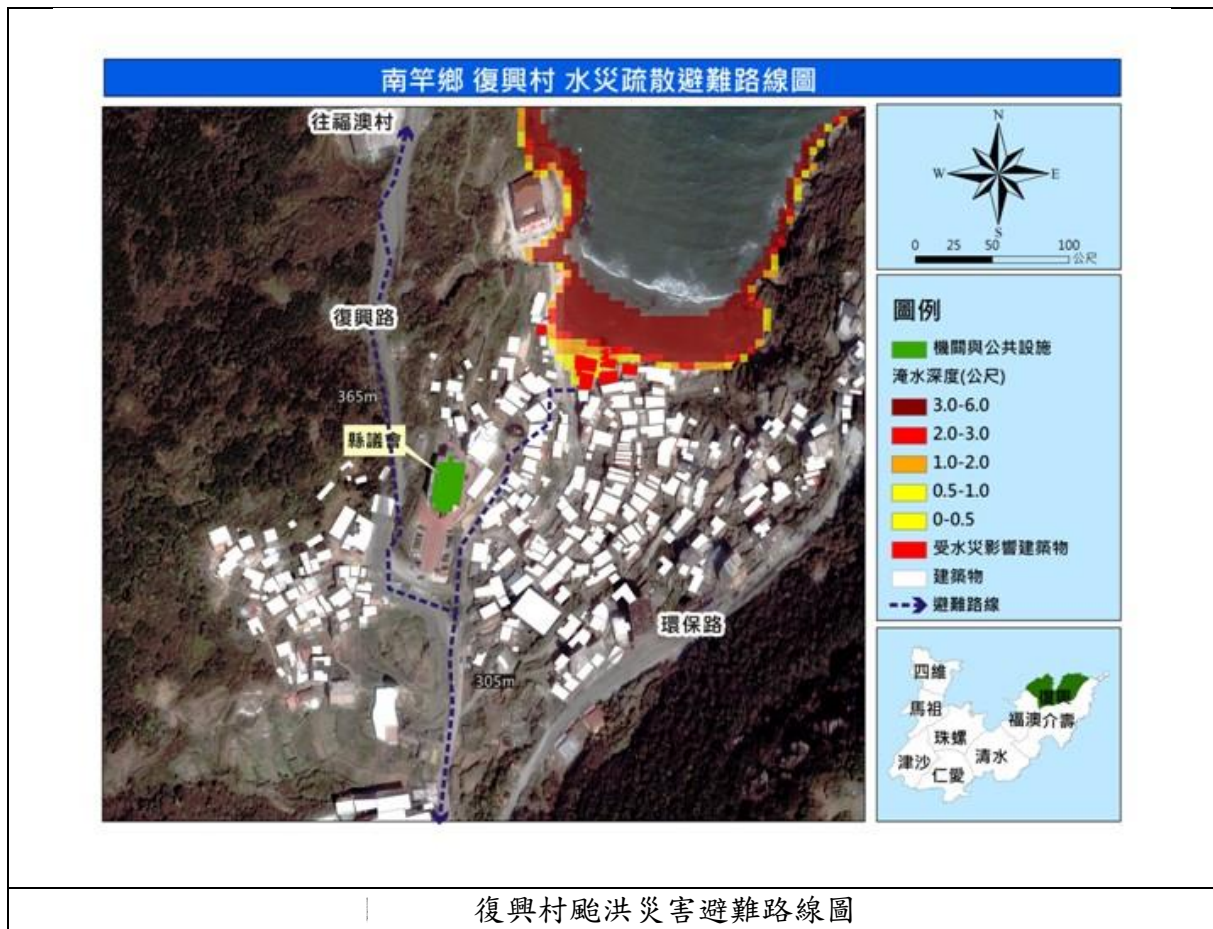 南竿鄉 復興村 水災疏散避難路線圖
往福澳村
復興路
365m
縣議會
環保路
305m
N
W
E
S
0 25 50 100
公尺
圖例
機關與公共設施
淹水深度(公尺)
3.0-6.0
2.0-3.0
1.0-2.0
0.5-1.0
0-0.5
受水災影響建築物
建築物
避難路線
四維
馬祖
復興
福澳
介壽
珠螺
清水
津沙
仁愛
復興村颱洪災害避難路線圖